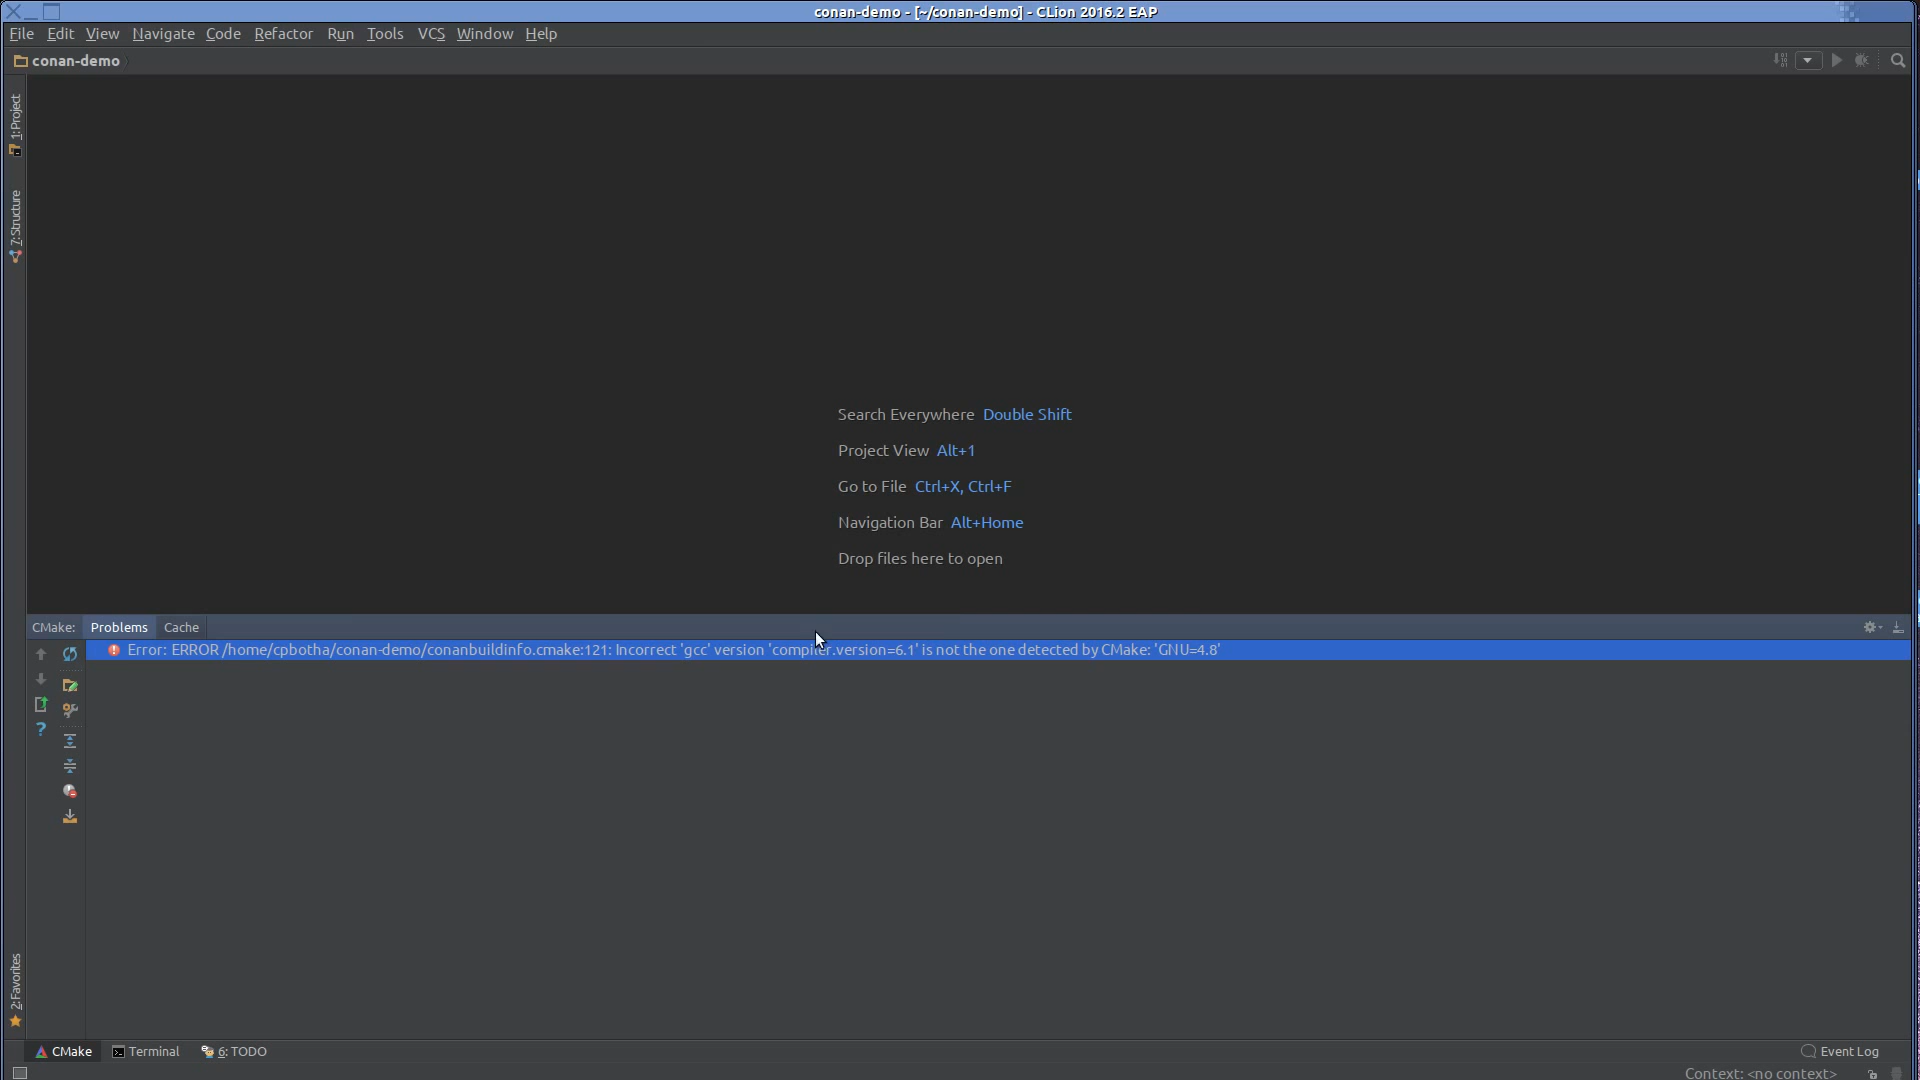 conan-demo - [~/conan-demo] - CLion 2016.2 EAP
File Edit View Navigate Code Refactor Run Tools VCS Window Help
conan-demo
1: Project
7: Structure
Search Everywhere Double Shift
Project View Alt+1
Go to File Ctrl+X, Ctrl+F
Navigation Bar Alt+Home
Drop files here to open
CMake: Problems Cache
Error: ERROR /home/cpbotha/conan-demo/conanbuildinfo.cmake:121: Incorrect 'gcc' version 'compiler.version=6.1' is not the one detected by CMake: 'GNU=4.8'
2: Favorites
CMake Terminal 6: TODO Event Log
Context: <no context>